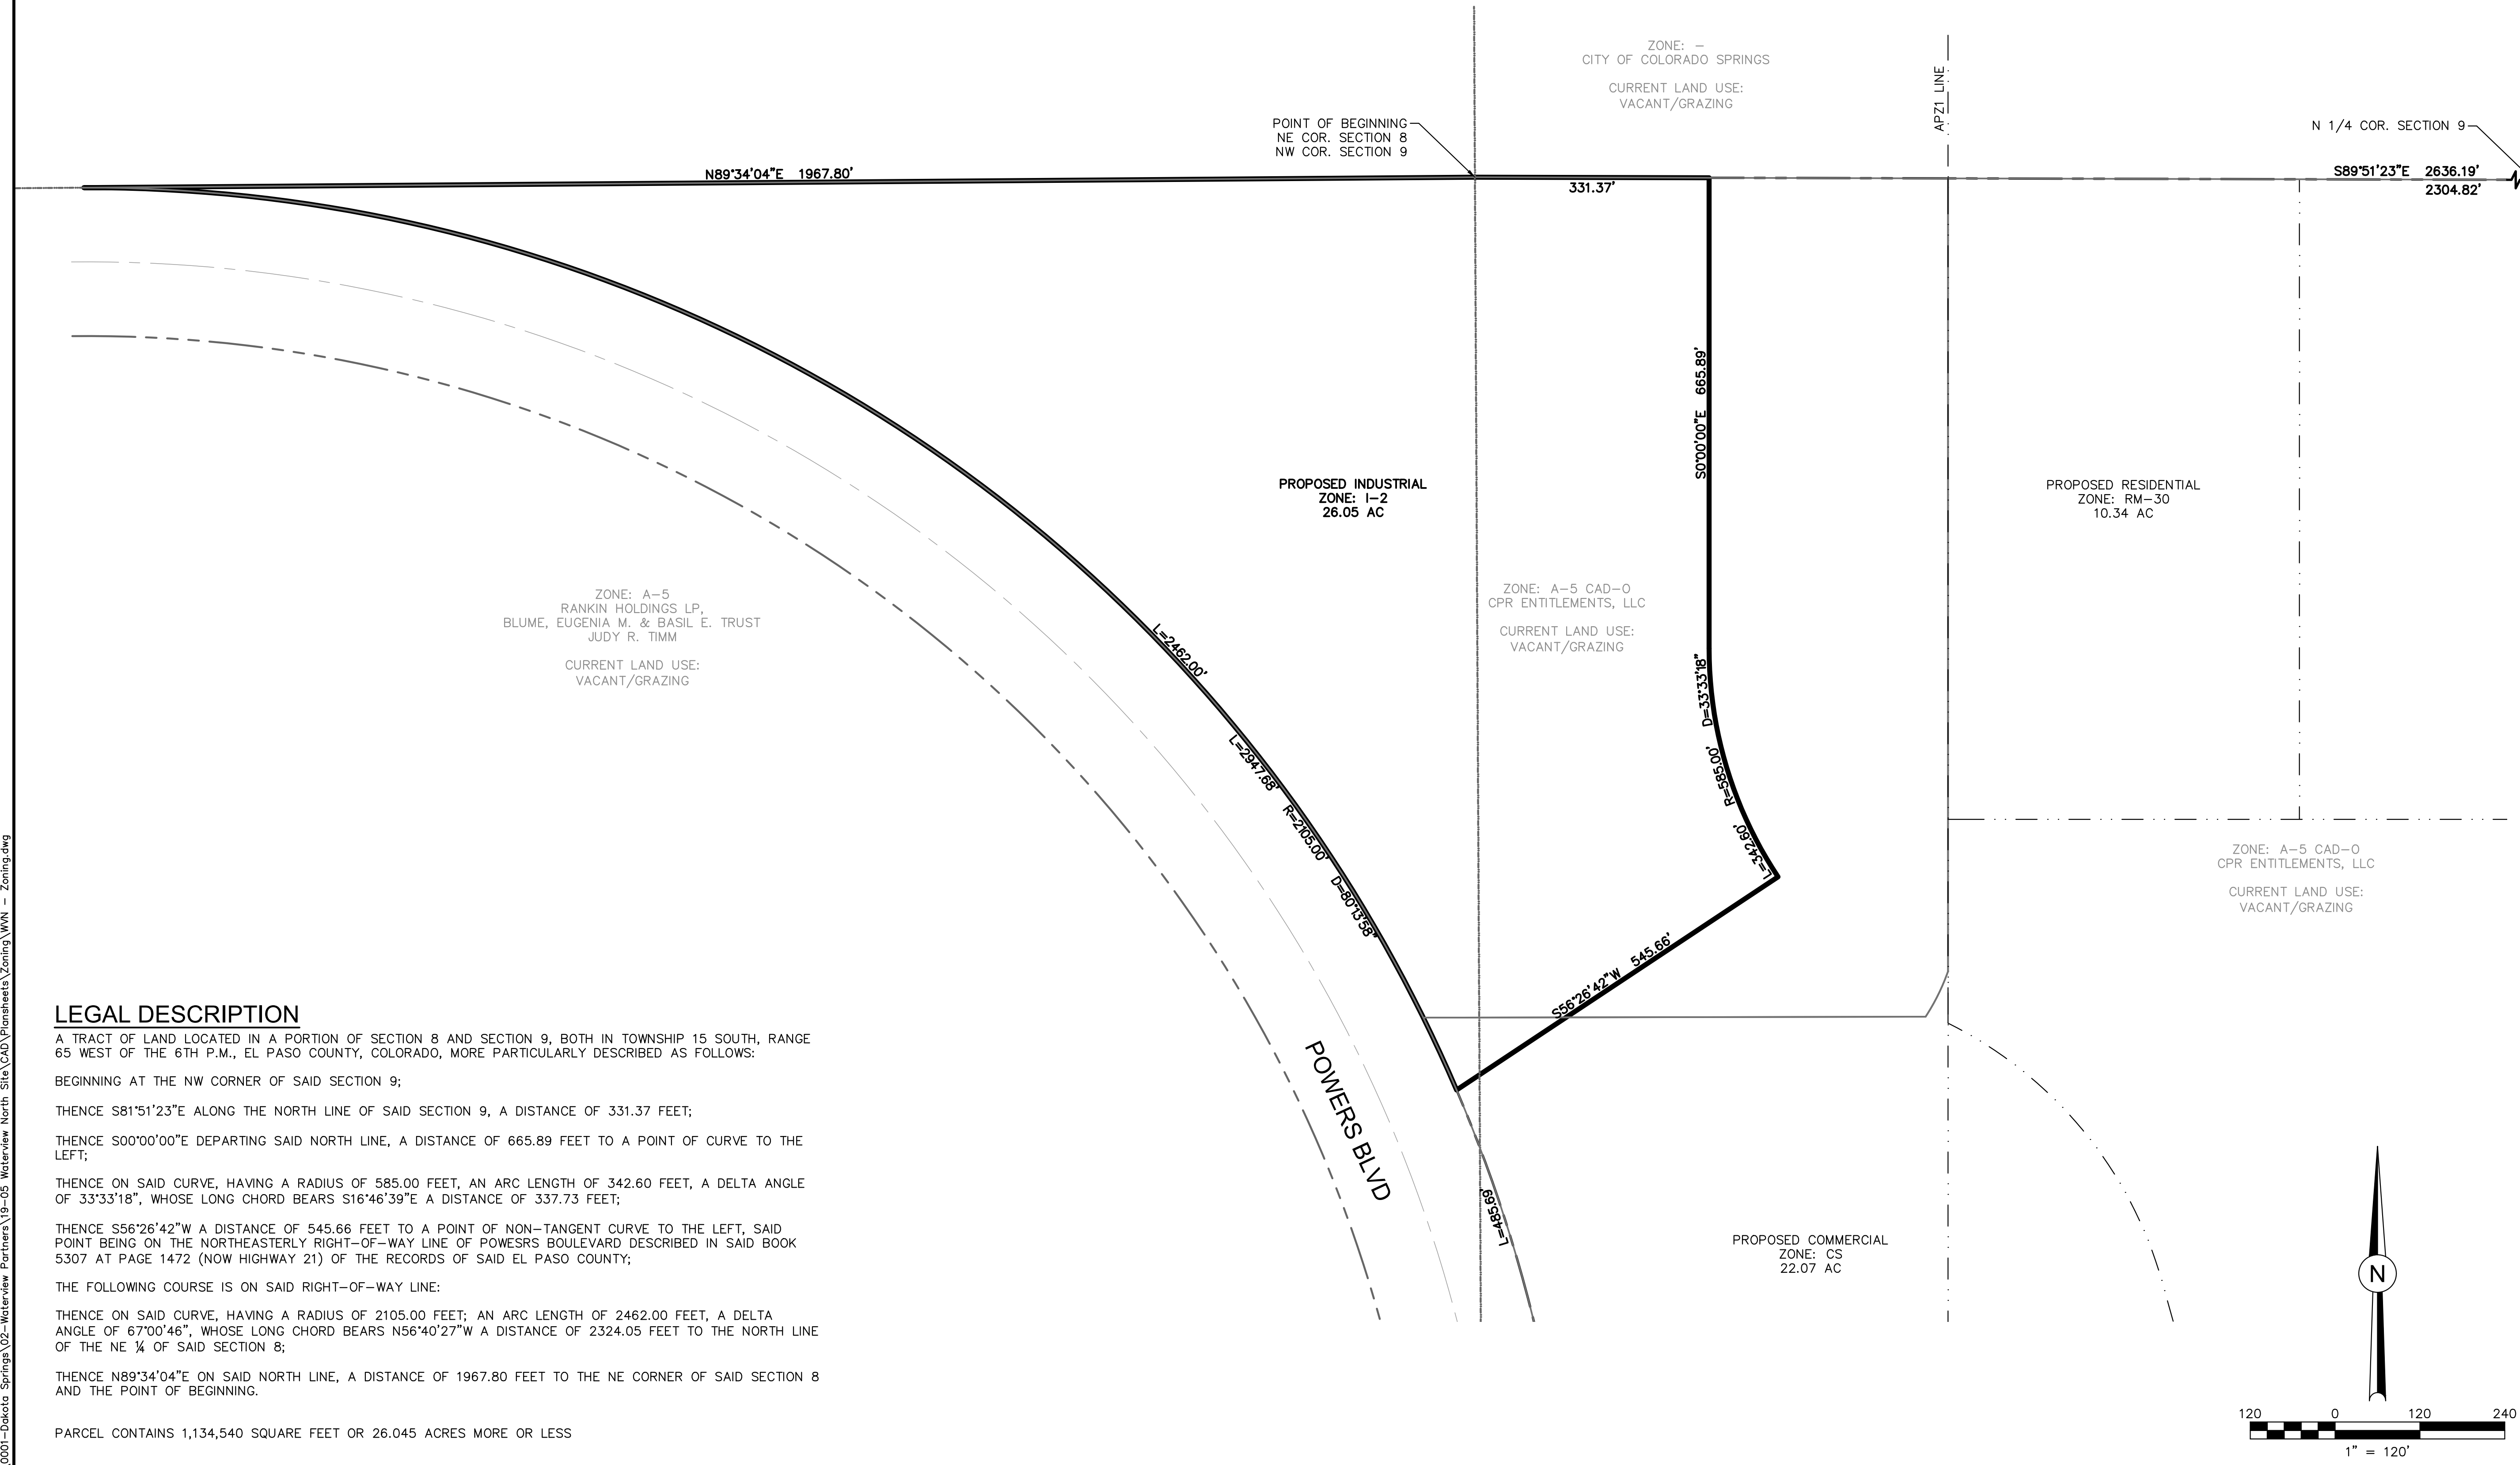 ZONE: –
CITY OF COLORADO SPRINGS
CURRENT LAND USE:
VACANT/GRAZING
APZ1 LINE
POINT OF BEGINNING
NE COR. SECTION 8
NW COR. SECTION 9
N 1/4 COR. SECTION 9
N89°34'04"E 1967.80'
331.37'
S89°51'23"E 2636.19'
2304.82'
S0°00'00"E 665.89'
PROPOSED INDUSTRIAL
ZONE: I-2
26.05 AC
PROPOSED RESIDENTIAL
ZONE: RM-30
10.34 AC
ZONE: A-5
RANKIN HOLDINGS LP,
BLUME, EUGENIA M. & BASIL E. TRUST
JUDY R. TIMM
CURRENT LAND USE:
VACANT/GRAZING
ZONE: A-5 CAD-O
CPR ENTITLEMENTS, LLC
CURRENT LAND USE:
VACANT/GRAZING
L=2462.00'
L=2947.68' R=2105.00' D=80°13'58"
L=342.60' R=585.00' D=33°33'18"
ZONE: A-5 CAD-O
CPR ENTITLEMENTS, LLC
CURRENT LAND USE:
VACANT/GRAZING
S56°26'42"W 545.66'
POWERS BLVD
L=485.69'
PROPOSED COMMERCIAL
ZONE: CS
22.07 AC
LEGAL DESCRIPTION
A TRACT OF LAND LOCATED IN A PORTION OF SECTION 8 AND SECTION 9, BOTH IN TOWNSHIP 15 SOUTH, RANGE
65 WEST OF THE 6TH P.M., EL PASO COUNTY, COLORADO, MORE PARTICULARLY DESCRIBED AS FOLLOWS:
BEGINNING AT THE NW CORNER OF SAID SECTION 9;
THENCE S81°51'23"E ALONG THE NORTH LINE OF SAID SECTION 9, A DISTANCE OF 331.37 FEET;
THENCE S00°00'00"E DEPARTING SAID NORTH LINE, A DISTANCE OF 665.89 FEET TO A POINT OF CURVE TO THE
LEFT;
THENCE ON SAID CURVE, HAVING A RADIUS OF 585.00 FEET, AN ARC LENGTH OF 342.60 FEET, A DELTA ANGLE
OF 33°33'18", WHOSE LONG CHORD BEARS S16°46'39"E A DISTANCE OF 337.73 FEET;
THENCE S56°26'42"W A DISTANCE OF 545.66 FEET TO A POINT OF NON-TANGENT CURVE TO THE LEFT, SAID
POINT BEING ON THE NORTHEASTERLY RIGHT-OF-WAY LINE OF POWESRS BOULEVARD DESCRIBED IN SAID BOOK
5307 AT PAGE 1472 (NOW HIGHWAY 21) OF THE RECORDS OF SAID EL PASO COUNTY;
THE FOLLOWING COURSE IS ON SAID RIGHT-OF-WAY LINE:
THENCE ON SAID CURVE, HAVING A RADIUS OF 2105.00 FEET; AN ARC LENGTH OF 2462.00 FEET, A DELTA
ANGLE OF 67°00'46", WHOSE LONG CHORD BEARS N56°40'27"W A DISTANCE OF 2324.05 FEET TO THE NORTH LINE
OF THE NE ¼ OF SAID SECTION 8;
THENCE N89°34'04"E ON SAID NORTH LINE, A DISTANCE OF 1967.80 FEET TO THE NE CORNER OF SAID SECTION 8
AND THE POINT OF BEGINNING.
PARCEL CONTAINS 1,134,540 SQUARE FEET OR 26.045 ACRES MORE OR LESS
N
120 0 120 240
1" = 120'
0001-Dakota Springs\02-Waterview Partners\19-05 Waterview North Site\CAD\Plansheets\Zoning\WVN - Zoning.dwg